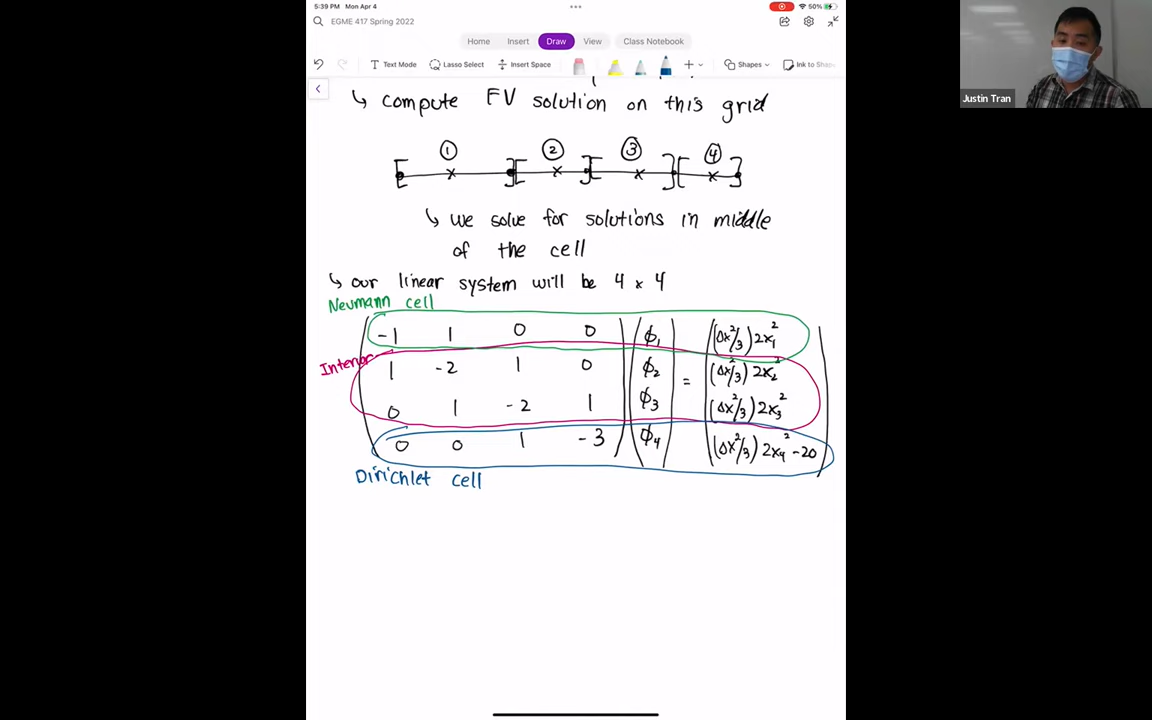 5:39 PM Mon Apr 4
50%
EGME 417 Spring 2022
Home Insert Draw View Class Notebook
Text Mode Lasso Select Insert Space Shapes Ink to Shape
Justin Tran
↳ compute FV solution on this grid
① ② ③ ④
[ x ] [ x ] [ x ] [ x ]
↳ we solve for solutions in middle
of the cell
↳ our linear system will be 4 x 4
Neumann cell
-1 1 0 0 ϕ₁ (Δx²/3) 2x₁²
Interior
1 -2 1 0 ϕ₂ = (Δx²/3) 2x₂²
0 1 -2 1 ϕ₃ (Δx²/3) 2x₃²
0 0 1 -3 ϕ₄ (Δx²/3) 2x₄² - 20
Dirichlet cell